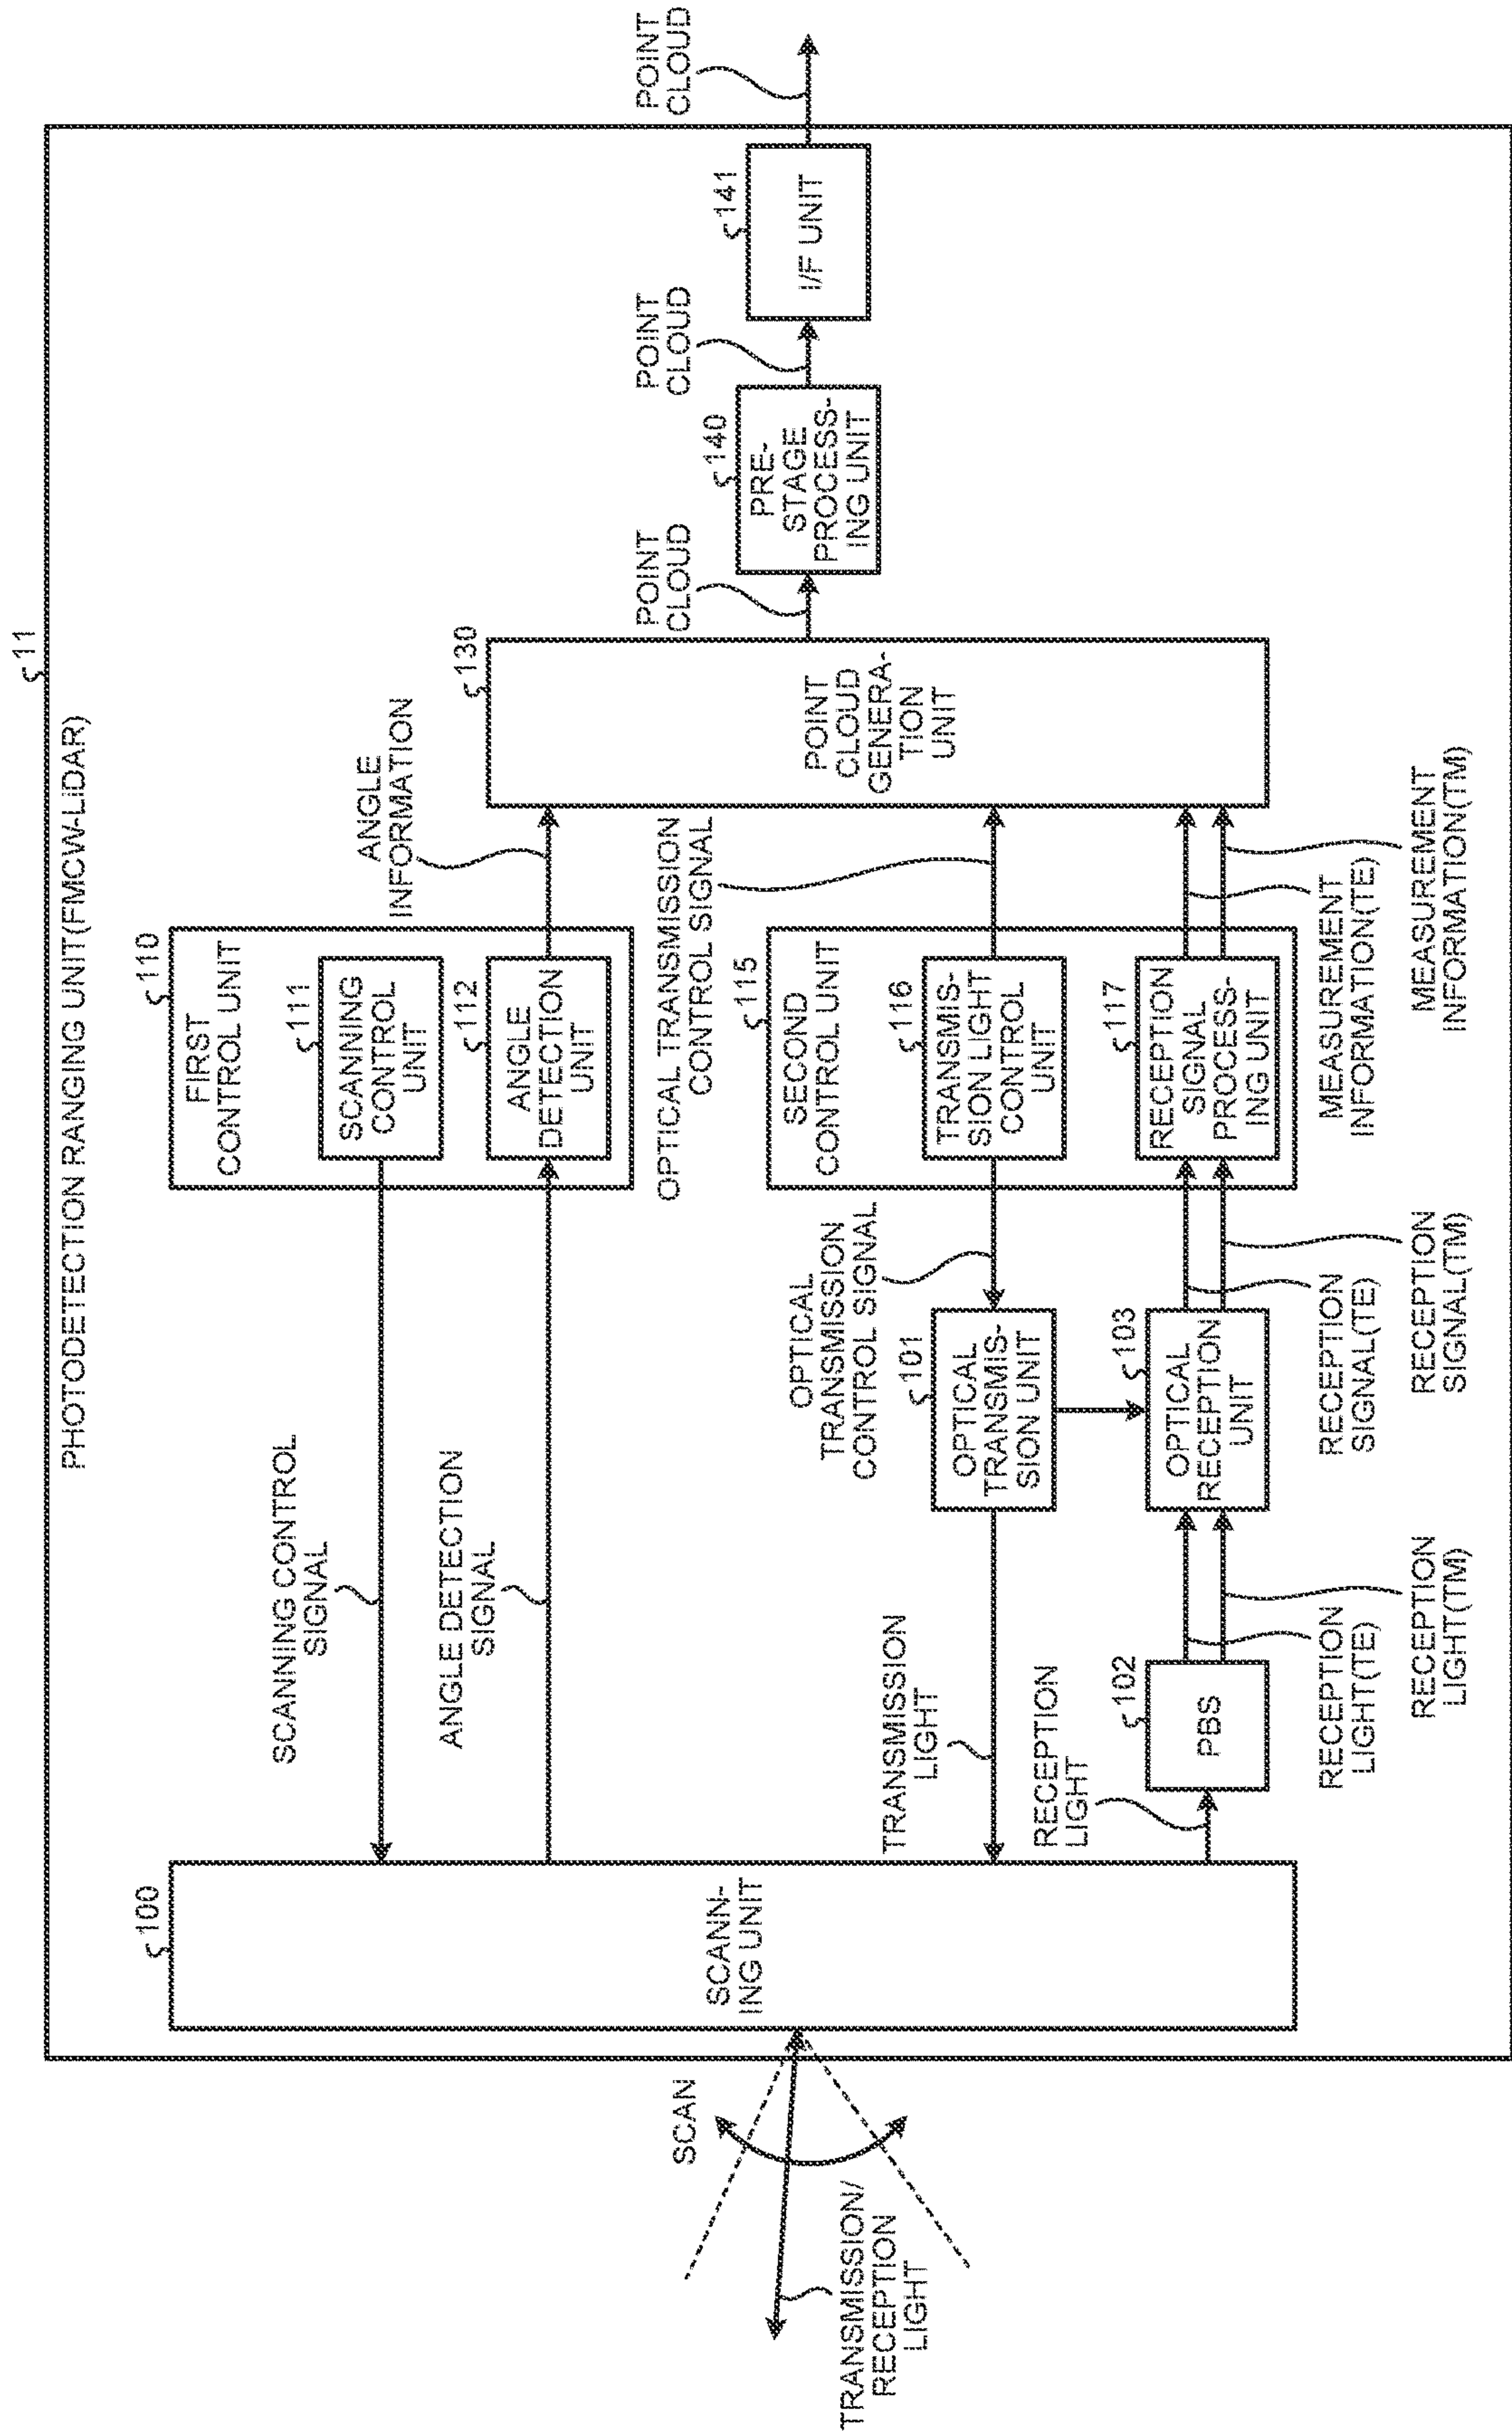 11
PHOTODETECTION RANGING UNIT(FMCW-LiDAR)
100
SCANN-
ING UNIT
SCAN
TRANSMISSION/
RECEPTION
LIGHT
SCANNING CONTROL
SIGNAL
ANGLE DETECTION
SIGNAL
110
FIRST
CONTROL UNIT
111
SCANNING
CONTROL
UNIT
112
ANGLE
DETECTION
UNIT
ANGLE
INFORMATION
OPTICAL TRANSMISSION
CONTROL SIGNAL
TRANSMISSION
LIGHT
RECEPTION
LIGHT
102
PBS
RECEPTION
LIGHT(TE)
RECEPTION
LIGHT(TM)
OPTICAL
TRANSMISSION
CONTROL SIGNAL
101
OPTICAL
TRANSMIS-
SION UNIT
103
OPTICAL
RECEPTION
UNIT
RECEPTION
SIGNAL(TE)
RECEPTION
SIGNAL(TM)
115
SECOND
CONTROL UNIT
116
TRANSMIS-
SION LIGHT
CONTROL
UNIT
117
RECEPTION
SIGNAL
PROCESS-
ING UNIT
MEASUREMENT
INFORMATION(TE)
MEASUREMENT
INFORMATION(TM)
130
POINT
CLOUD
GENERA-
TION
UNIT
POINT
CLOUD
140
PRE-
STAGE
PROCESS-
ING UNIT
POINT
CLOUD
141
I/F UNIT
POINT
CLOUD